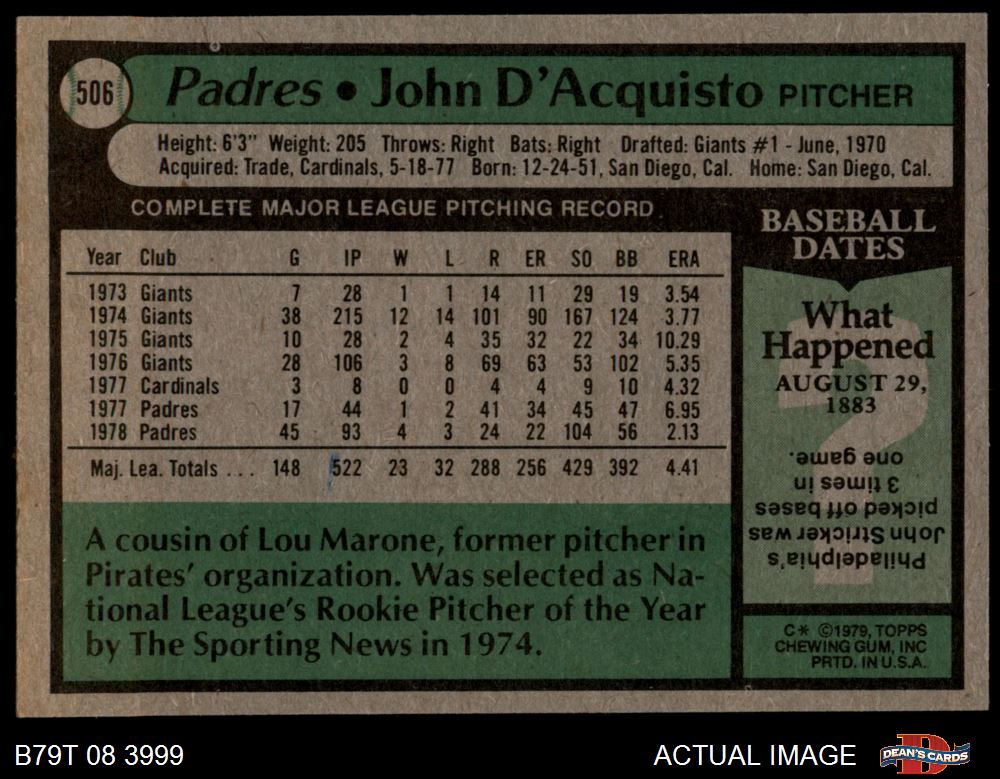 506 Padres • John D'Acquisto PITCHER
Height: 6'3" Weight: 205 Throws: Right Bats: Right Drafted: Giants #1 - June, 1970
Acquired: Trade, Cardinals, 5-18-77 Born: 12-24-51, San Diego, Cal. Home: San Diego, Cal.
COMPLETE MAJOR LEAGUE PITCHING RECORD
Year Club G IP W L R ER SO BB ERA
1973 Giants 7 28 1 1 14 11 29 19 3.54
1974 Giants 38 215 12 14 101 90 167 124 3.77
1975 Giants 10 28 2 4 35 32 22 34 10.29
1976 Giants 28 106 3 8 69 63 53 102 5.35
1977 Cardinals 3 8 0 0 4 4 9 10 4.32
1977 Padres 17 44 1 2 41 34 45 47 6.95
1978 Padres 45 93 4 3 24 22 104 56 2.13
Maj. Lea. Totals ... 148 522 23 32 288 256 429 392 4.41
A cousin of Lou Marone, former pitcher in
Pirates' organization. Was selected as Na-
tional League's Rookie Pitcher of the Year
by The Sporting News in 1974.
BASEBALL
DATES
What
Happened
AUGUST 29,
1883
?
Philadelphia's
John Stricker was
picked off bases
3 times in
one game.
C* ©1979, TOPPS
CHEWING GUM, INC
PRTD. IN U.S.A.
B79T 08 3999
ACTUAL IMAGE
D
DEAN'S CARDS